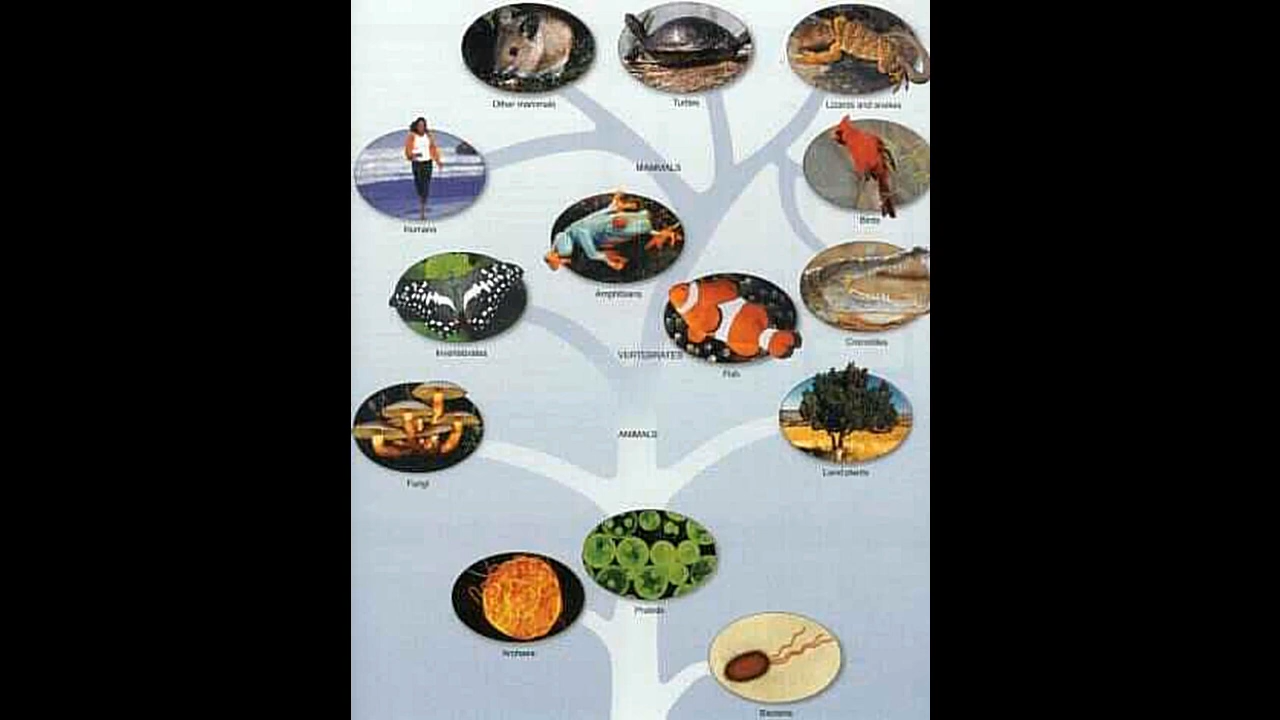 Other mammals
Turtles
Lizards and snakes
MAMMALS
Birds
Humans
Amphibians
Crocodiles
Invertebrates
VERTEBRATES
Fish
ANIMALS
Land plants
Fungi
Protists
Archaea
Bacteria